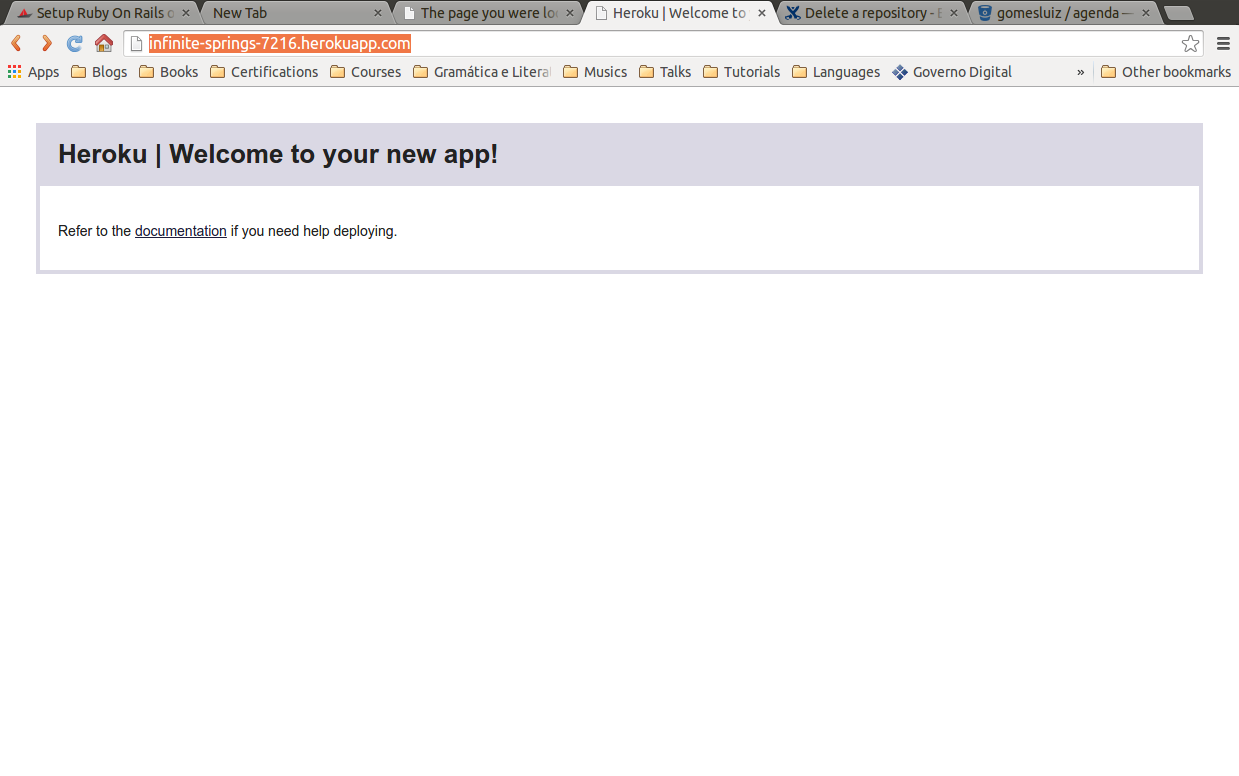 Setup Ruby On Rails o
New Tab
The page you were lo
Heroku | Welcome to
Delete a repository -
gomesluiz / agenda —
infinite-springs-7216.herokuapp.com
Apps Blogs Books Certifications Courses Gramática e Litera Musics Talks Tutorials Languages Governo Digital » Other bookmarks
Heroku | Welcome to your new app!
Refer to the documentation if you need help deploying.